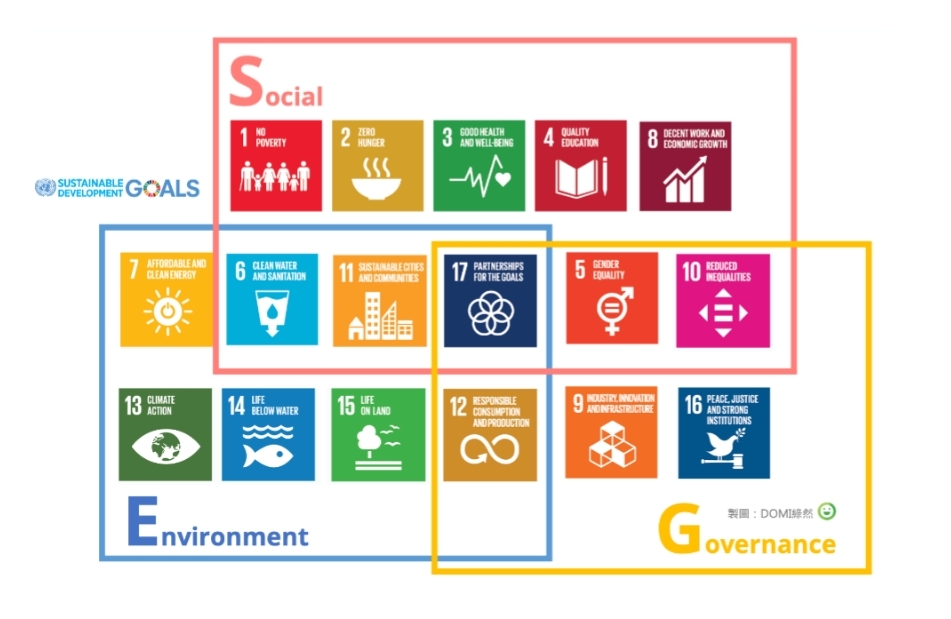 Social
1 NO
POVERTY
2 ZERO
HUNGER
3 GOOD HEALTH
AND WELL-BEING
4 QUALITY
EDUCATION
8 DECENT WORK AND
ECONOMIC GROWTH
SUSTAINABLE
DEVELOPMENT GOALS
7 AFFORDABLE AND
CLEAN ENERGY
6 CLEAN WATER
AND SANITATION
11 SUSTAINABLE CITIES
AND COMMUNITIES
17 PARTNERSHIPS
FOR THE GOALS
5 GENDER
EQUALITY
10 REDUCED
INEQUALITIES
13 CLIMATE
ACTION
14 LIFE
BELOW WATER
15 LIFE
ON LAND
12 RESPONSIBLE
CONSUMPTION
AND PRODUCTION
9 INDUSTRY, INNOVATION
AND INFRASTRUCTURE
16 PEACE, JUSTICE
AND STRONG
INSTITUTIONS
Environment
製圖：DOMI綠然
Governance